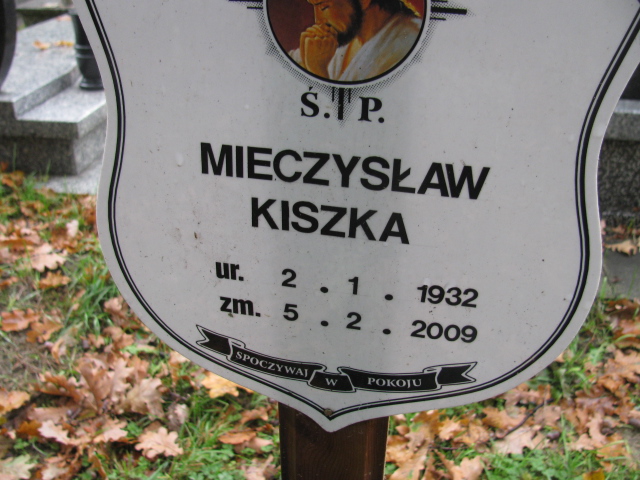 Ś. P.
MIECZYSŁAW
KISZKA
ur. 2 . 1 . 1932
zm. 5 . 2 . 2009
SPOCZYWAJ W POKOJU